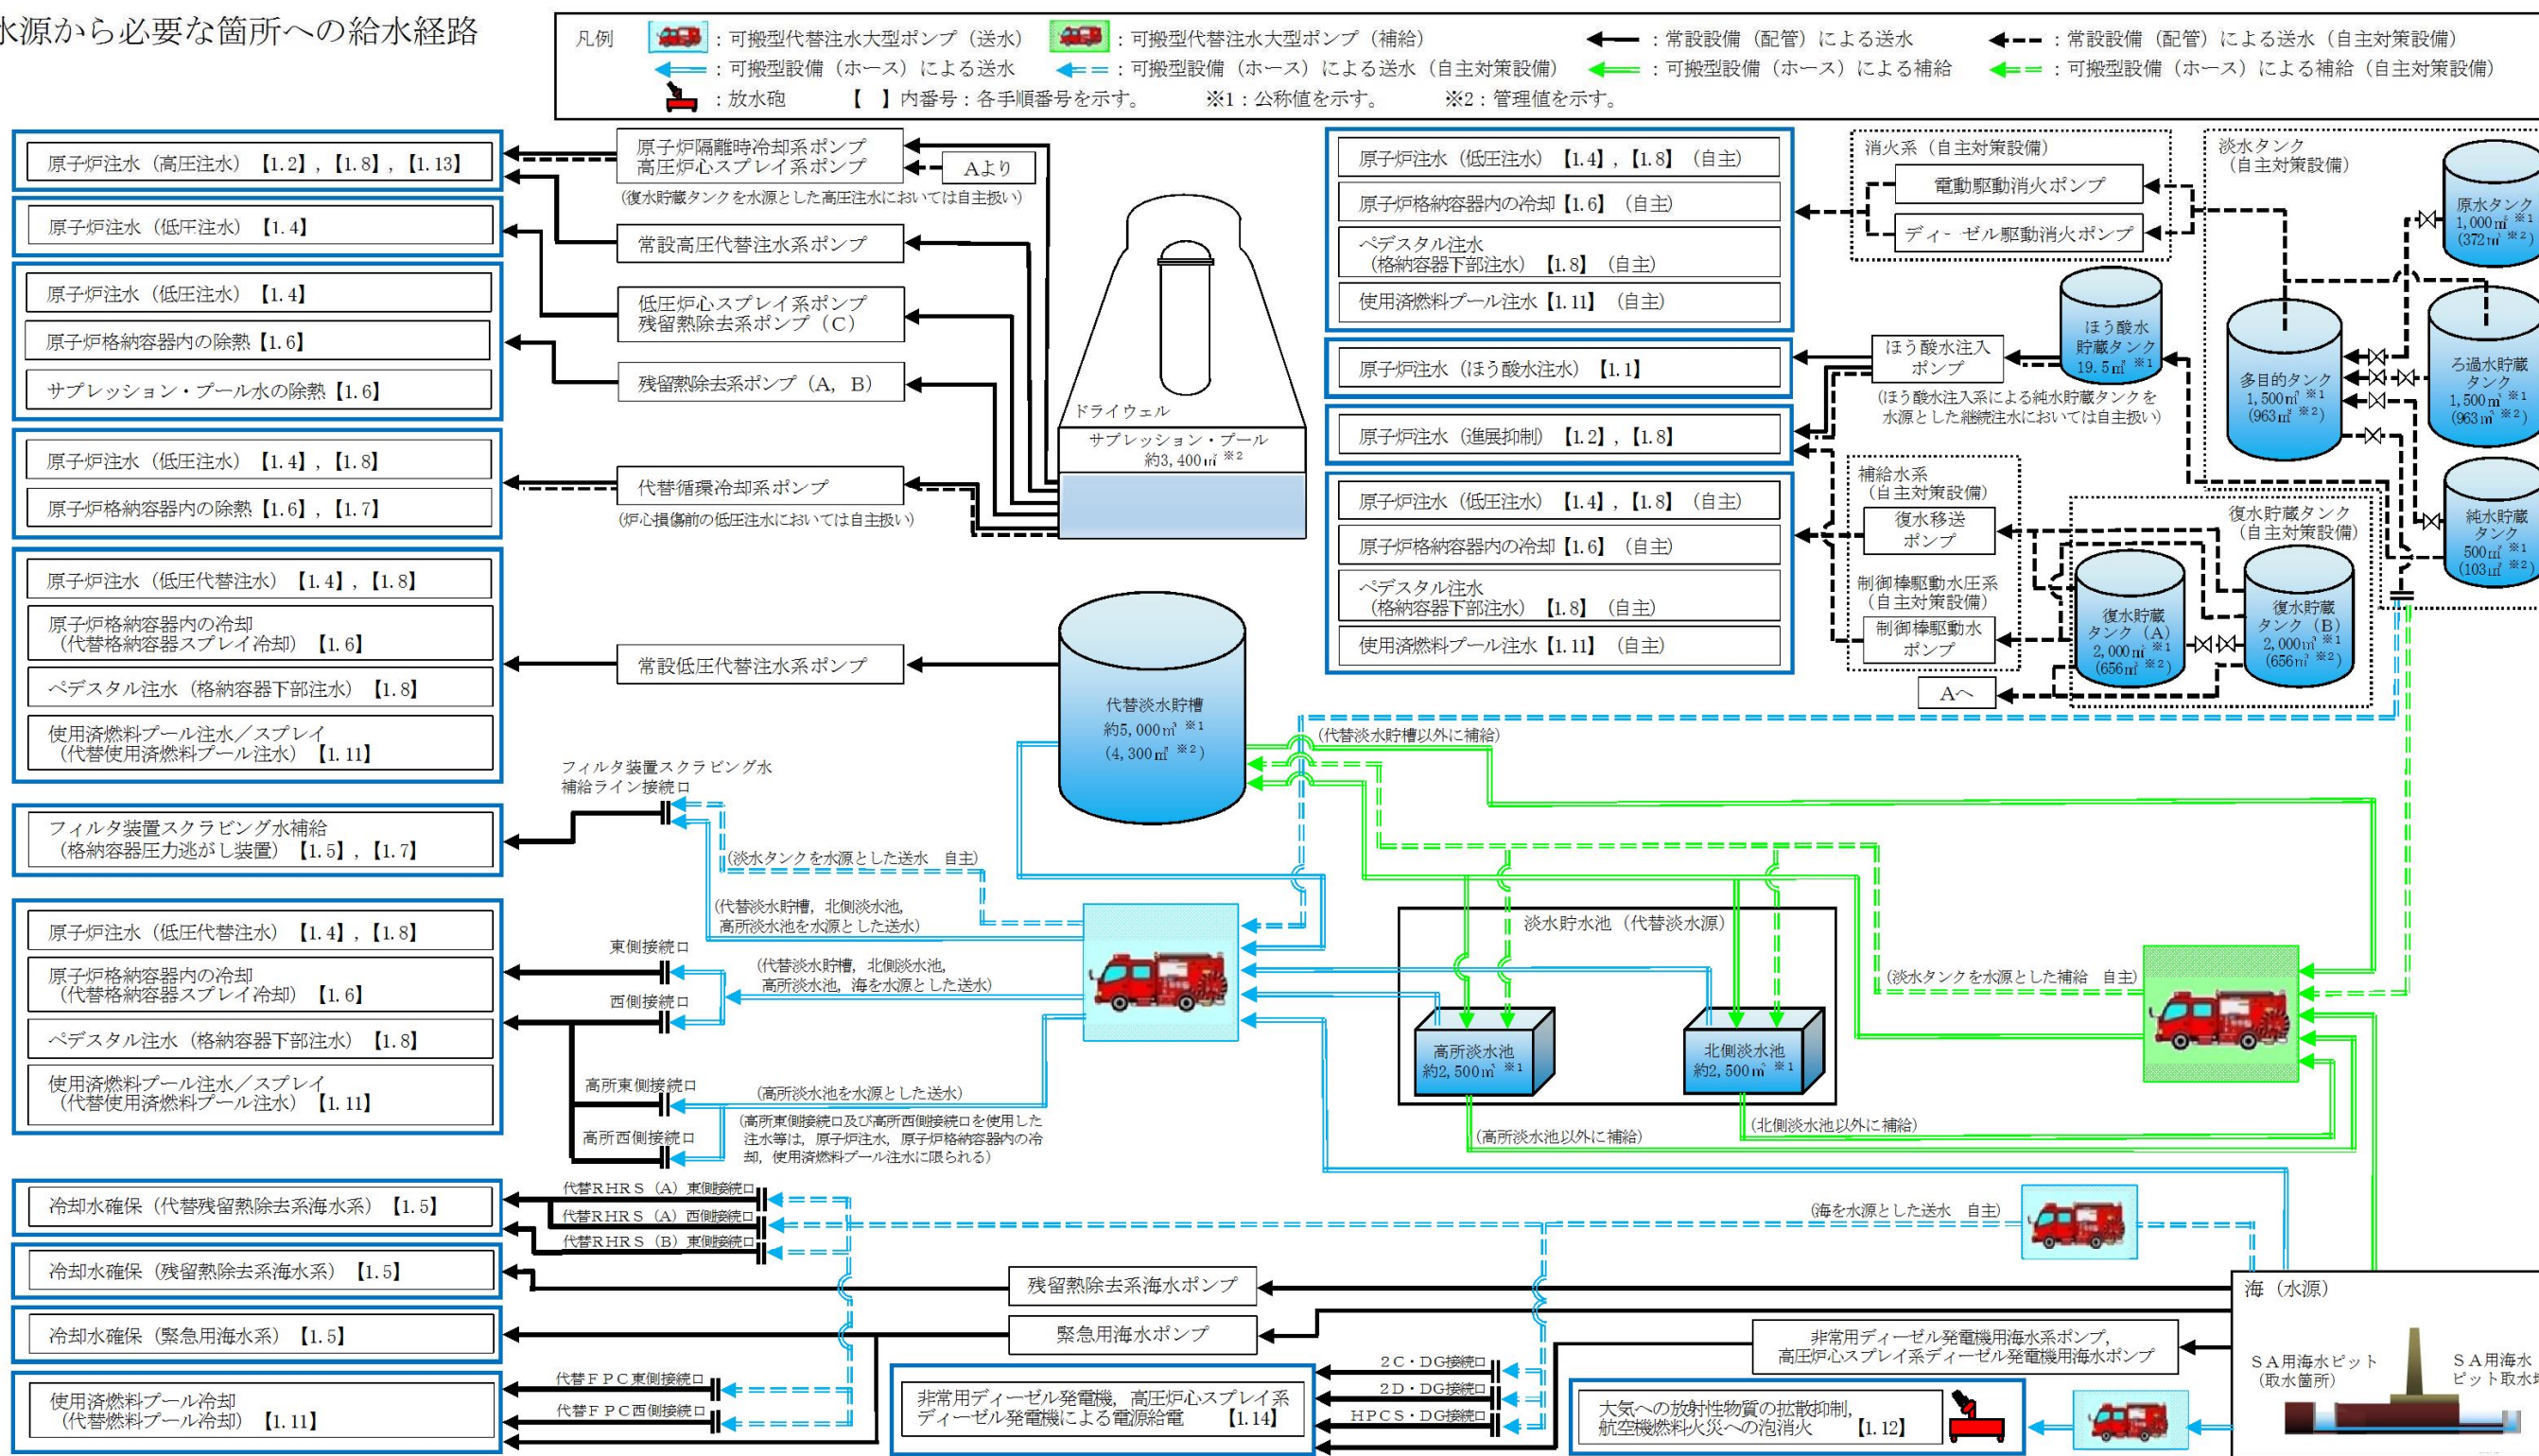 水源から必要な箇所への給水経路
凡例
：可搬型代替注水大型ポンプ（送水）
：可搬型代替注水大型ポンプ（補給）
：常設設備（配管）による送水
：常設設備（配管）による送水（自主対策設備）
：可搬型設備（ホース）による送水
：可搬型設備（ホース）による送水（自主対策設備）
：可搬型設備（ホース）による補給
：可搬型設備（ホース）による補給（自主対策設備）
：放水砲
【　】内番号：各手順番号を示す。
※1：公称値を示す。
※2：管理値を示す。
原子炉注水（高圧注水）【1.2】,【1.8】,【1.13】
原子炉注水（低圧注水）【1.4】
原子炉注水（低圧注水）【1.4】
原子炉格納容器内の除熱【1.6】
サプレッション・プール水の除熱【1.6】
原子炉注水（低圧注水）【1.4】,【1.8】
原子炉格納容器内の除熱【1.6】,【1.7】
原子炉注水（低圧代替注水）【1.4】,【1.8】
原子炉格納容器内の冷却
（代替格納容器スプレイ冷却）【1.6】
ペデスタル注水（格納容器下部注水）【1.8】
使用済燃料プール注水／スプレイ
（代替使用済燃料プール注水）【1.11】
フィルタ装置スクラビング水補給
（格納容器圧力逃がし装置）【1.5】,【1.7】
原子炉注水（低圧代替注水）【1.4】,【1.8】
原子炉格納容器内の冷却
（代替格納容器スプレイ冷却）【1.6】
ペデスタル注水（格納容器下部注水）【1.8】
使用済燃料プール注水／スプレイ
（代替使用済燃料プール注水）【1.11】
冷却水確保（代替残留熱除去系海水系）【1.5】
冷却水確保（残留熱除去系海水系）【1.5】
冷却水確保（緊急用海水系）【1.5】
使用済燃料プール冷却
（代替燃料プール冷却）【1.11】
原子炉隔離時冷却系ポンプ
高圧炉心スプレイ系ポンプ
Aより
（復水貯蔵タンクを水源とした高圧注水においては自主扱い）
常設高圧代替注水系ポンプ
低圧炉心スプレイ系ポンプ
残留熱除去系ポンプ（C）
残留熱除去系ポンプ（A, B）
代替循環冷却系ポンプ
（炉心損傷前の低圧注水においては自主扱い）
常設低圧代替注水系ポンプ
ドライウェル
サプレッション・プール
約3,400㎥ ※2
代替淡水貯槽
約5,000㎥ ※1
(4,300㎥ ※2)
フィルタ装置スクラビング水
補給ライン接続口
（淡水タンクを水源とした送水　自主）
（代替淡水貯槽，北側淡水池，
高所淡水池を水源とした送水）
東側接続口
（代替淡水貯槽，北側淡水池，
高所淡水池，海を水源とした送水）
西側接続口
高所東側接続口
（高所淡水池を水源とした送水）
高所西側接続口
（高所東側接続口及び高所西側接続口を使用した
注水等は，原子炉注水，原子炉格納容器内の冷
却，使用済燃料プール注水に限られる）
代替RHRS（A）東側接続口
代替RHRS（A）西側接続口
代替RHRS（B）東側接続口
残留熱除去系海水ポンプ
緊急用海水ポンプ
代替FPC東側接続口
代替FPC西側接続口
非常用ディーゼル発電機，高圧炉心スプレイ系
ディーゼル発電機による電源給電　【1.14】
2C・DG接続口
2D・DG接続口
HPCS・DG接続口
原子炉注水（低圧注水）【1.4】,【1.8】（自主）
原子炉格納容器内の冷却【1.6】（自主）
ペデスタル注水
（格納容器下部注水）【1.8】（自主）
使用済燃料プール注水【1.11】（自主）
原子炉注水（ほう酸水注水）【1.1】
原子炉注水（進展抑制）【1.2】,【1.8】
原子炉注水（低圧注水）【1.4】,【1.8】（自主）
原子炉格納容器内の冷却【1.6】（自主）
ペデスタル注水
（格納容器下部注水）【1.8】（自主）
使用済燃料プール注水【1.11】（自主）
消火系（自主対策設備）
電動駆動消火ポンプ
ディーゼル駆動消火ポンプ
ほう酸水注入
ポンプ
ほう酸水
貯蔵タンク
19.5㎥ ※1
（ほう酸水注入系による純水貯蔵タンクを
水源とした継続注水においては自主扱い）
補給水系
（自主対策設備）
復水移送
ポンプ
制御棒駆動水圧系
（自主対策設備）
制御棒駆動水
ポンプ
Aへ
淡水タンク
（自主対策設備）
原水タンク
1,000㎥ ※1
(372㎥ ※2)
多目的タンク
1,500㎥ ※1
(963㎥ ※2)
ろ過水貯蔵
タンク
1,500㎥ ※1
(963㎥ ※2)
純水貯蔵
タンク
500㎥ ※1
(103㎥ ※2)
復水貯蔵タンク
（自主対策設備）
復水貯蔵
タンク（A）
2,000㎥ ※1
(656㎥ ※2)
復水貯蔵
タンク（B）
2,000㎥ ※1
(656㎥ ※2)
（代替淡水貯槽以外に補給）
淡水貯水池（代替淡水源）
高所淡水池
約2,500㎥ ※1
北側淡水池
約2,500㎥ ※1
（淡水タンクを水源とした補給　自主）
（高所淡水池以外に補給）
（北側淡水池以外に補給）
（海を水源とした送水　自主）
非常用ディーゼル発電機用海水系ポンプ，
高圧炉心スプレイ系ディーゼル発電機用海水ポンプ
大気への放射性物質の拡散抑制，
航空機燃料火災への泡消火　【1.12】
海（水源）
SA用海水ピット
（取水箇所）
SA用海水
ピット取水